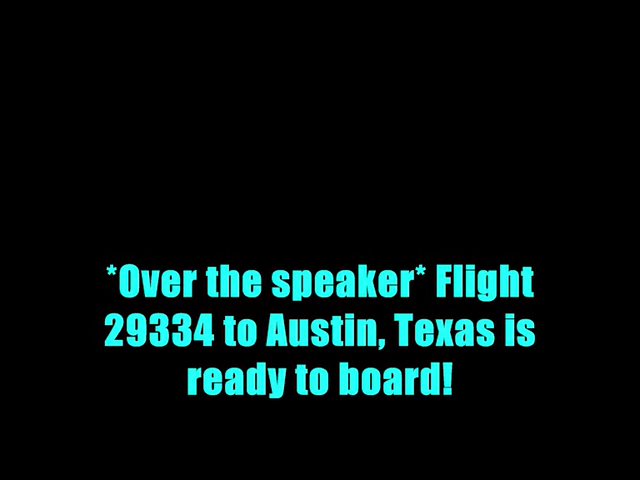 *Over the speaker* Flight
29334 to Austin, Texas is
ready to board!